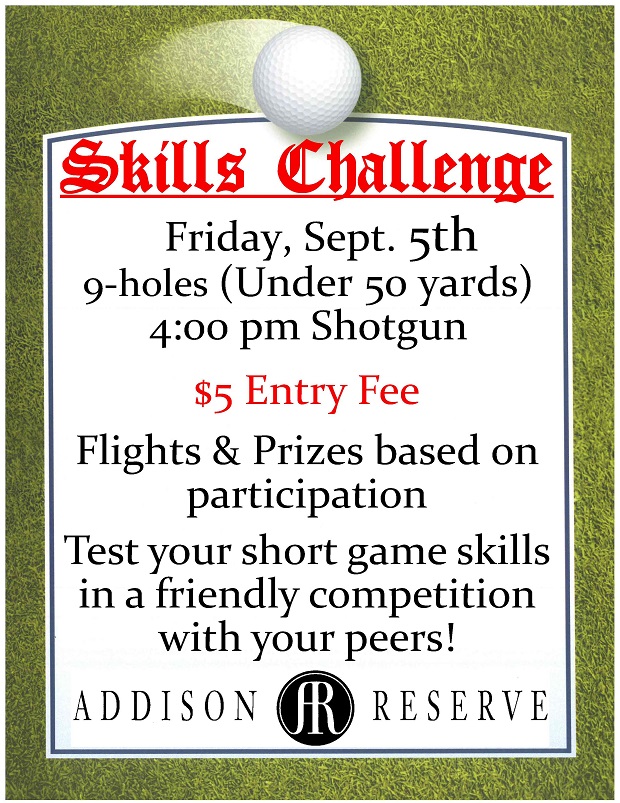 Skills Challenge
Friday, Sept. 5th
9-holes (Under 50 yards)
4:00 pm Shotgun
$5 Entry Fee
Flights & Prizes based on
participation
Test your short game skills
in a friendly competition
with your peers!
ADDISON AR RESERVE